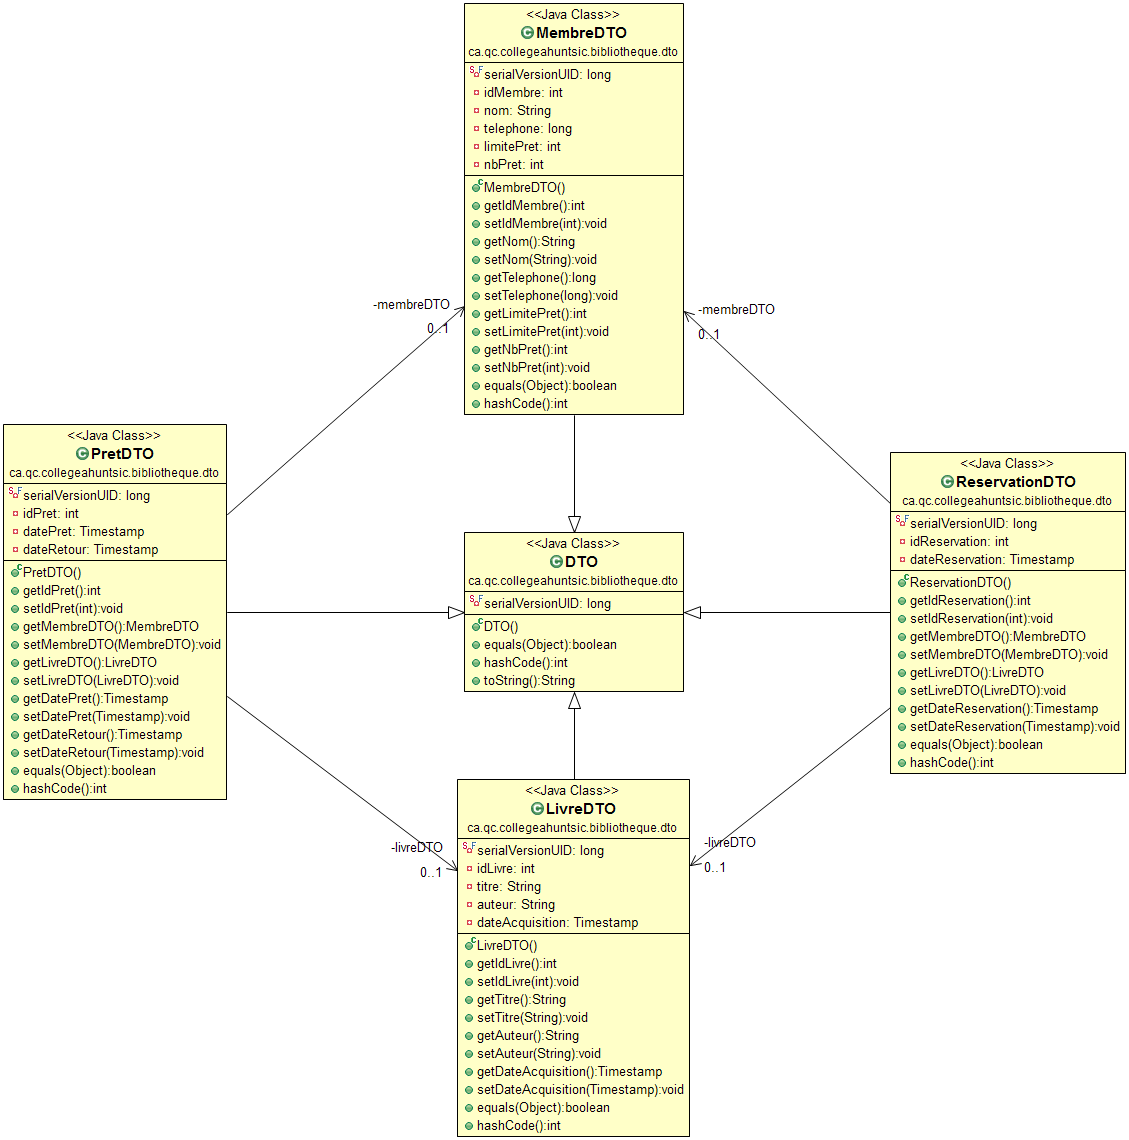 <<Java Class>>
MembreDTO
ca.qc.collegeahuntsic.bibliotheque.dto
serialVersionUID: long
idMembre: int
nom: String
telephone: long
limitePret: int
nbPret: int
MembreDTO()
getIdMembre():int
setIdMembre(int):void
getNom():String
setNom(String):void
getTelephone():long
setTelephone(long):void
getLimitePret():int
setLimitePret(int):void
getNbPret():int
setNbPret(int):void
equals(Object):boolean
hashCode():int
-membreDTO
0..1
-membreDTO
0..1
<<Java Class>>
PretDTO
ca.qc.collegeahuntsic.bibliotheque.dto
serialVersionUID: long
idPret: int
datePret: Timestamp
dateRetour: Timestamp
PretDTO()
getIdPret():int
setIdPret(int):void
getMembreDTO():MembreDTO
setMembreDTO(MembreDTO):void
getLivreDTO():LivreDTO
setLivreDTO(LivreDTO):void
getDatePret():Timestamp
setDatePret(Timestamp):void
getDateRetour():Timestamp
setDateRetour(Timestamp):void
equals(Object):boolean
hashCode():int
<<Java Class>>
DTO
ca.qc.collegeahuntsic.bibliotheque.dto
serialVersionUID: long
DTO()
equals(Object):boolean
hashCode():int
toString():String
<<Java Class>>
ReservationDTO
ca.qc.collegeahuntsic.bibliotheque.dto
serialVersionUID: long
idReservation: int
dateReservation: Timestamp
ReservationDTO()
getIdReservation():int
setIdReservation(int):void
getMembreDTO():MembreDTO
setMembreDTO(MembreDTO):void
getLivreDTO():LivreDTO
setLivreDTO(LivreDTO):void
getDateReservation():Timestamp
setDateReservation(Timestamp):void
equals(Object):boolean
hashCode():int
-livreDTO
0..1
-livreDTO
0..1
<<Java Class>>
LivreDTO
ca.qc.collegeahuntsic.bibliotheque.dto
serialVersionUID: long
idLivre: int
titre: String
auteur: String
dateAcquisition: Timestamp
LivreDTO()
getIdLivre():int
setIdLivre(int):void
getTitre():String
setTitre(String):void
getAuteur():String
setAuteur(String):void
getDateAcquisition():Timestamp
setDateAcquisition(Timestamp):void
equals(Object):boolean
hashCode():int